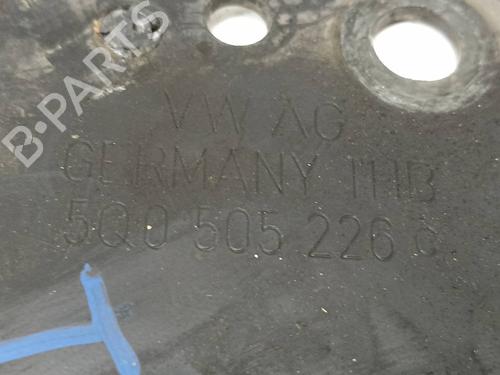 B-PARTS
VW AG
GERMANY THB
5Q0 505 226 C